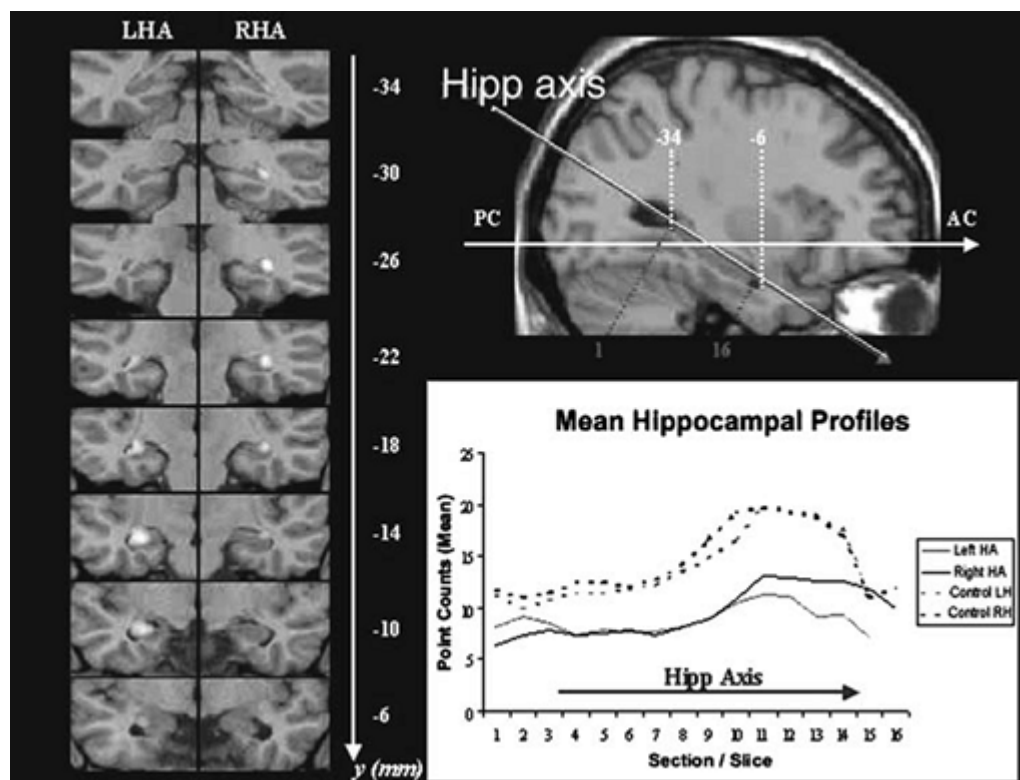 LHA RHA
-34
-30
-26
-22
-18
-14
-10
-6
y (mm)
Hipp axis
-34 -6
PC AC
1 16
Mean Hippocampal Profiles
Point Counts (Mean)
25
20
15
10
5
0
Hipp Axis
1 2 3 4 5 6 7 8 9 10 11 12 13 14 15 16
Section / Slice
Left HA
Right HA
Control LH
Control RH